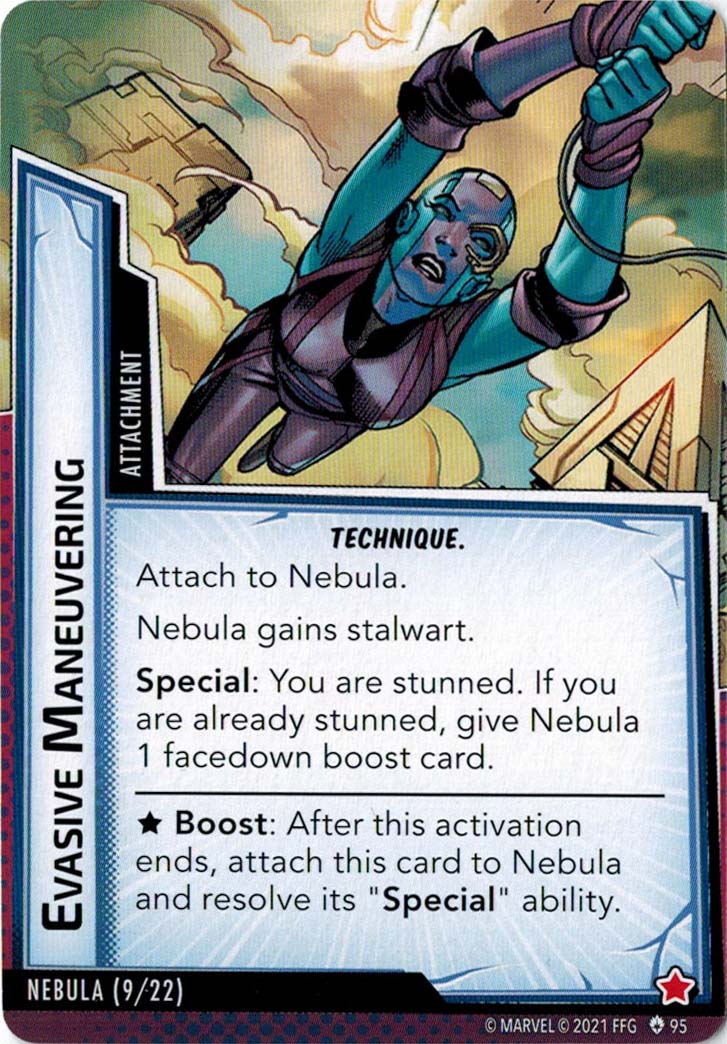 ATTACHMENT
EVASIVE MANEUVERING
TECHNIQUE.
Attach to Nebula.
Nebula gains stalwart.
Special: You are stunned. If you
are already stunned, give Nebula
1 facedown boost card.
★ Boost: After this activation
ends, attach this card to Nebula
and resolve its "Special" ability.
NEBULA (9/22)
© MARVEL © 2021 FFG 95